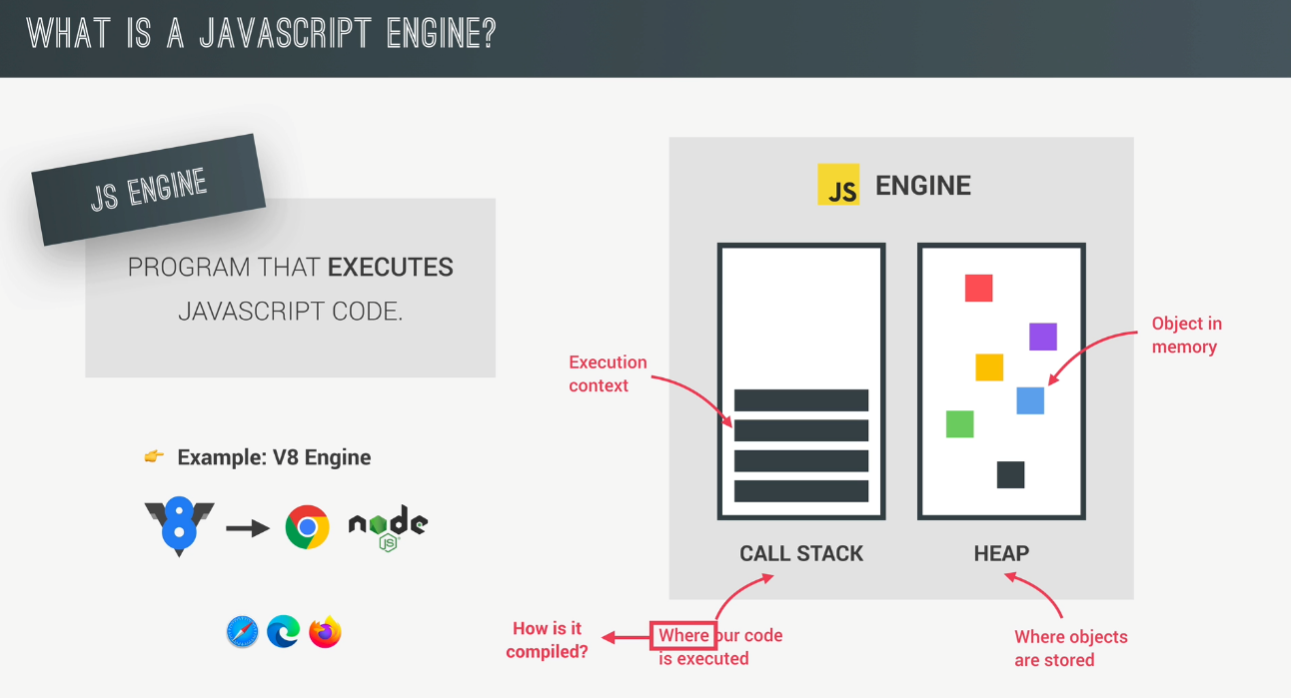 WHAT IS A JAVASCRIPT ENGINE?
JS ENGINE
PROGRAM THAT EXECUTES
JAVASCRIPT CODE.
👉 Example: V8 Engine
8
node
JS
JS ENGINE
Execution
context
Object in
memory
CALL STACK
HEAP
How is it
compiled?
Where our code
is executed
Where objects
are stored